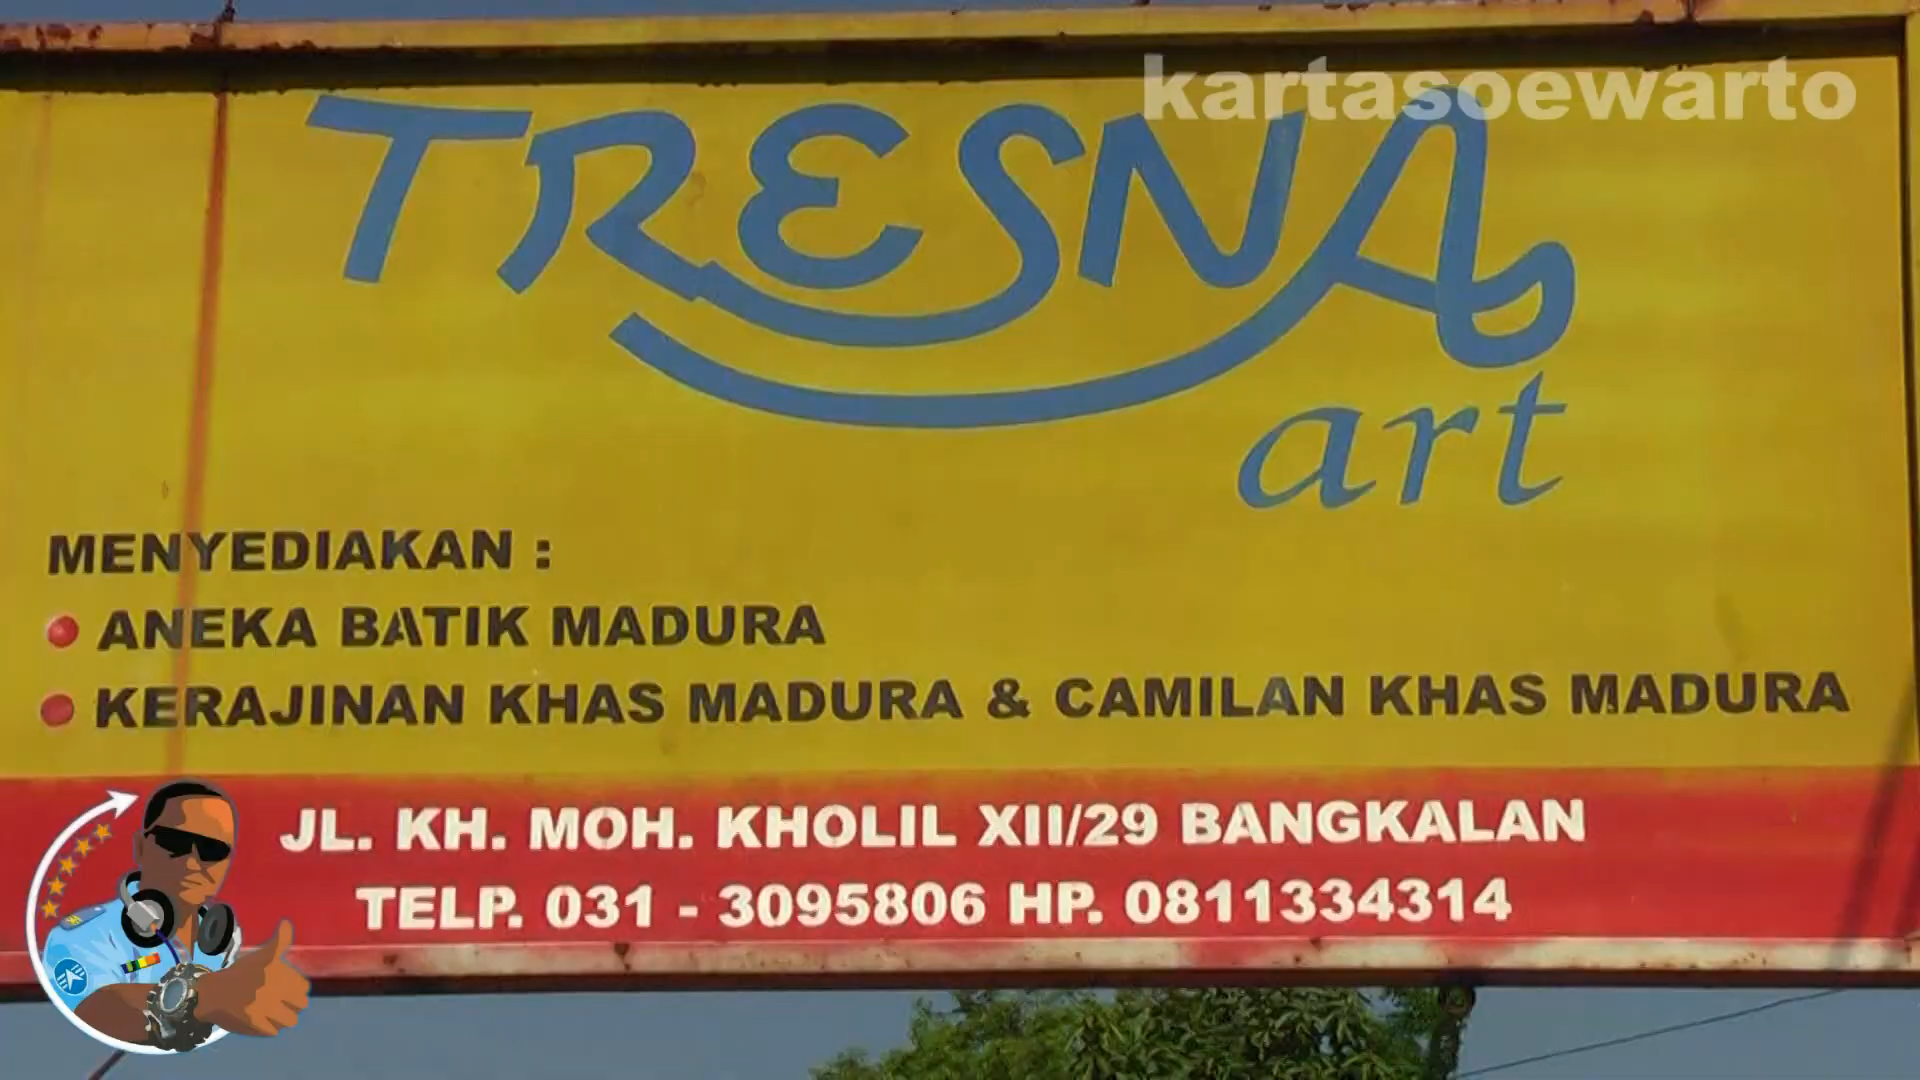 kartasoewarto
TRESNA
art
MENYEDIAKAN :
ANEKA BATIK MADURA
KERAJINAN KHAS MADURA & CAMILAN KHAS MADURA
JL. KH. MOH. KHOLIL XII/29 BANGKALAN
TELP. 031 - 3095806 HP. 0811334314